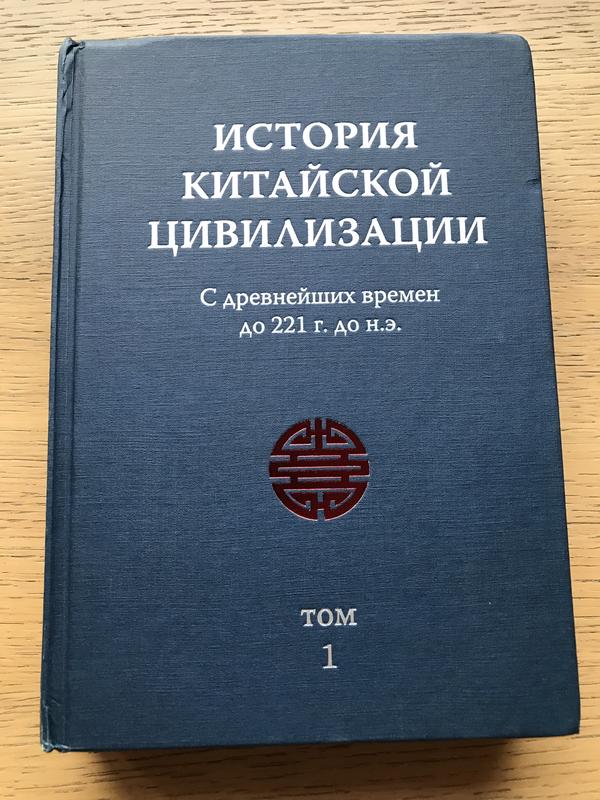 ИСТОРИЯ
КИТАЙСКОЙ
ЦИВИЛИЗАЦИИ
С древнейших времен
до 221 г. до н.э.
ТОМ
1